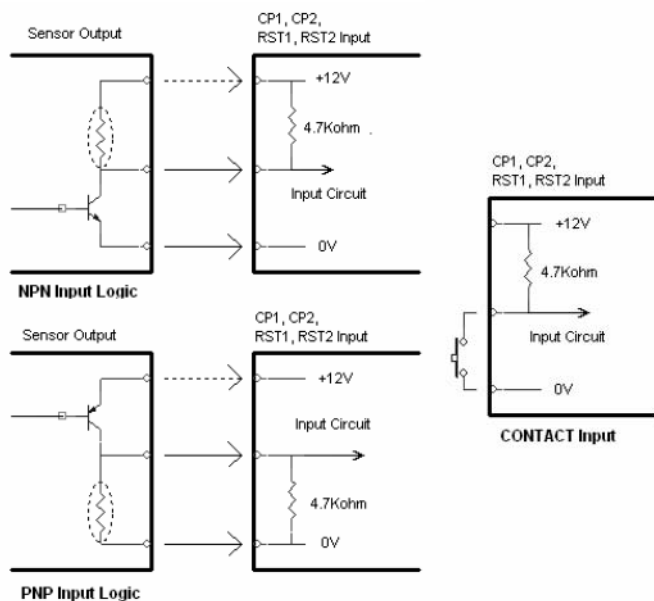 Sensor Output
CP1, CP2,
RST1, RST2 Input
+12V
4.7Kohm .
Input Circuit
0V
NPN Input Logic
Sensor Output
CP1, CP2,
RST1, RST2 Input
+12V
Input Circuit
4.7Kohm
0V
PNP Input Logic
CP1, CP2,
RST1, RST2 Input
+12V
4.7Kohm
Input Circuit
0V
CONTACT Input